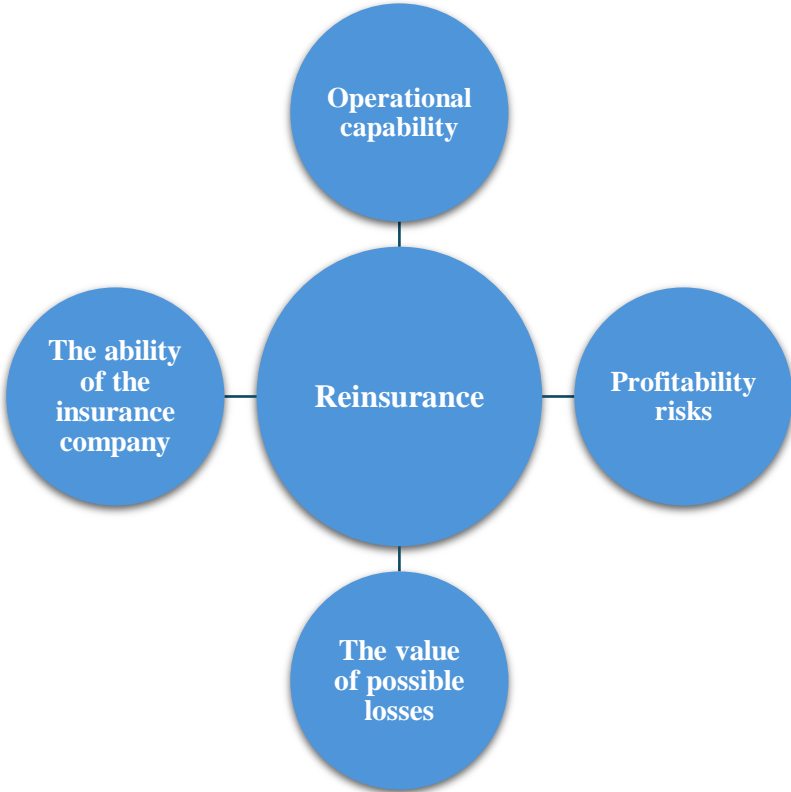 Operational
capability
The ability
of the
insurance
company
Reinsurance
Profitability
risks
The value
of possible
losses